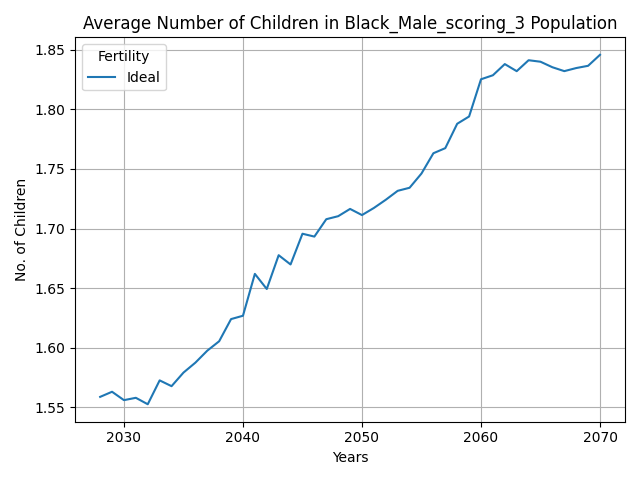 Average Number of Children in Black_Male_scoring_3 Population
Fertility
Ideal
No. of Children
1.85
1.80
1.75
1.70
1.65
1.60
1.55
2030 2040 2050 2060 2070
Years